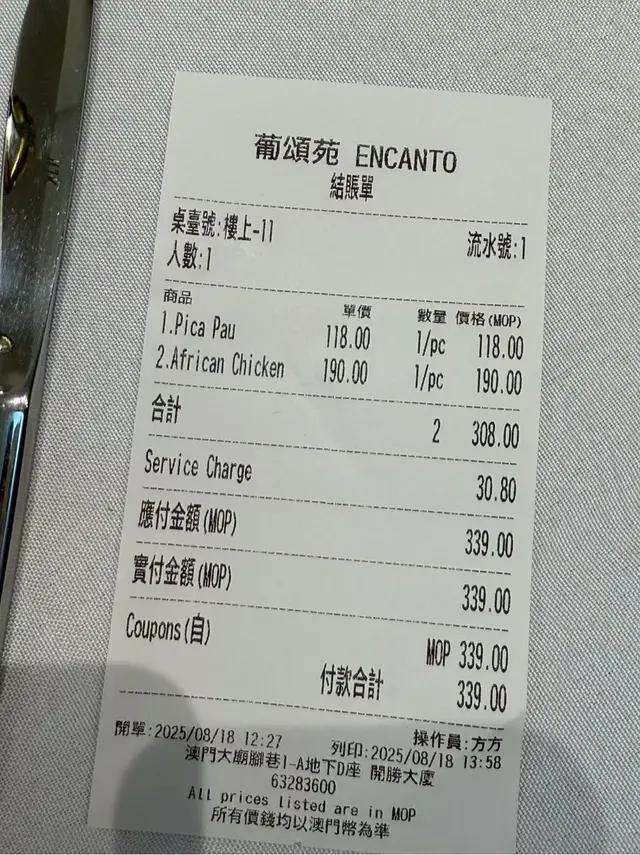 葡頌苑 ENCANTO
結賬單
桌臺號:樓上-11 流水號:1
人數:1
商品 單價 數量 價格(MOP)
1.Pica Pau 118.00 1/pc 118.00
2.African Chicken 190.00 1/pc 190.00
合計 2 308.00
Service Charge 30.80
應付金額(MOP) 339.00
實付金額(MOP) 339.00
Coupons(自) MOP 339.00
付款合計 339.00
開單:2025/08/18 12:27 操作員:方方
列印:2025/08/18 13:58
澳門大廟腳巷1-A地下D座 開勝大廈
63283600
All prices listed are in MOP
所有價錢均以澳門幣為準